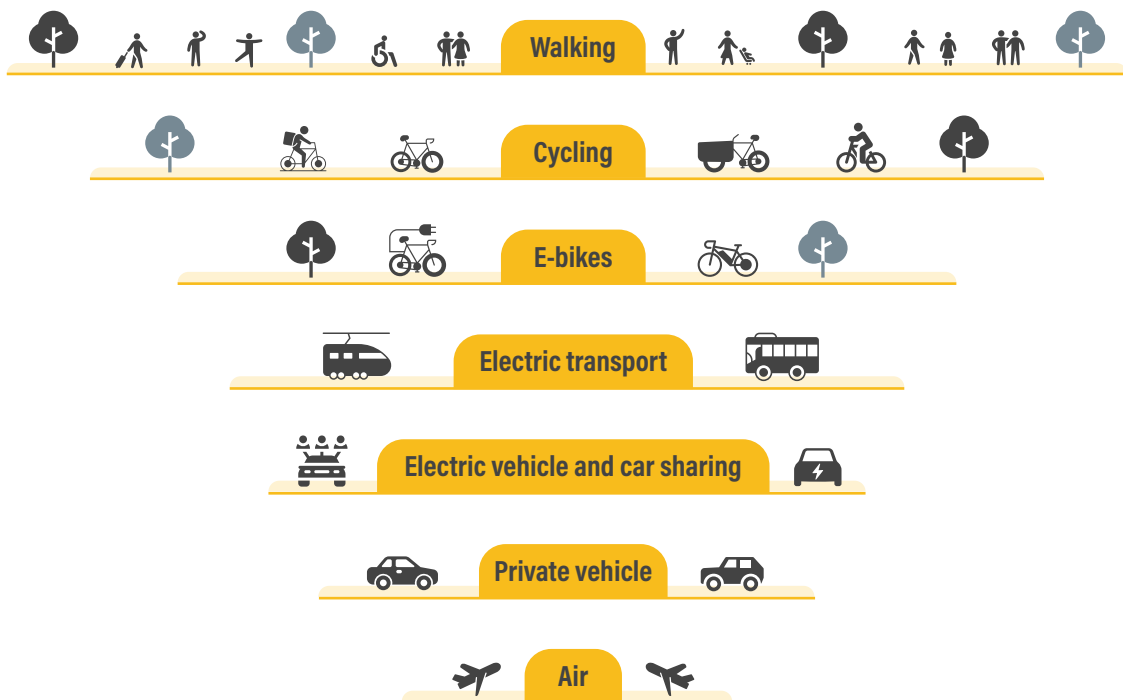 Walking
Cycling
E-bikes
Electric transport
Electric vehicle and car sharing
Private vehicle
Air